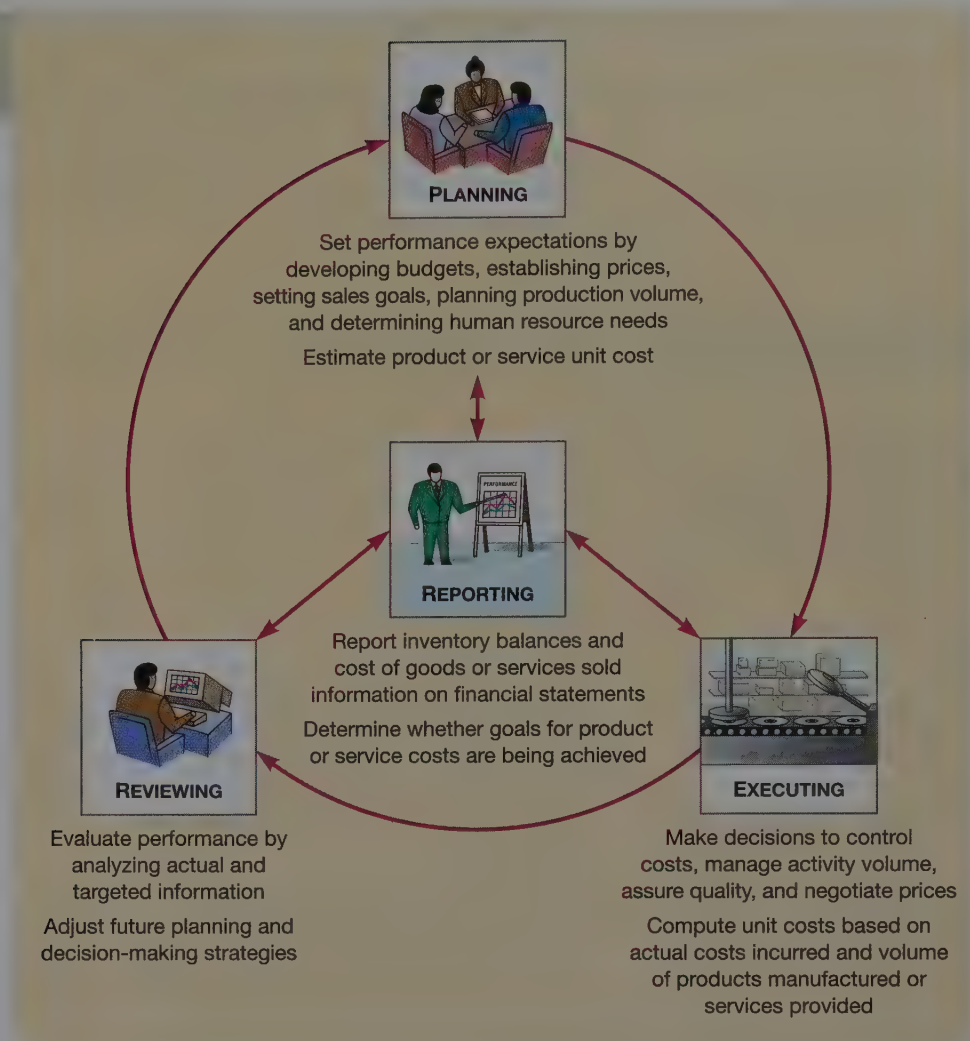 PLANNING
Set performance expectations by
developing budgets, establishing prices,
setting sales goals, planning production volume,
and determining human resource needs
Estimate product or service unit cost
PERFORMANCE
REPORTING
Report inventory balances and
cost of goods or services sold
information on financial statements
Determine whether goals for product
or service costs are being achieved
REVIEWING
Evaluate performance by
analyzing actual and
targeted information
Adjust future planning and
decision-making strategies
EXECUTING
Make decisions to control
costs, manage activity volume,
assure quality, and negotiate prices
Compute unit costs based on
actual costs incurred and volume
of products manufactured or
services provided